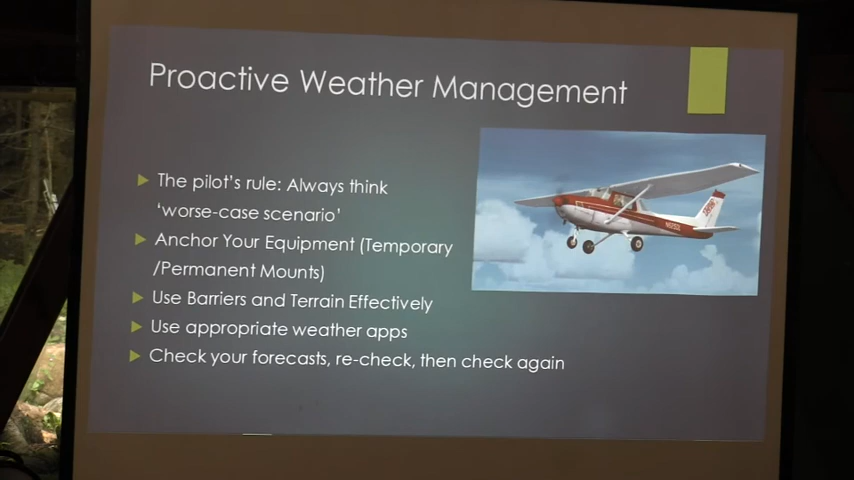 Proactive Weather Management
The pilot's rule: Always think
'worse-case scenario'
Anchor Your Equipment (Temporary
/Permanent Mounts)
Use Barriers and Terrain Effectively
Use appropriate weather apps
Check your forecasts, re-check, then check again